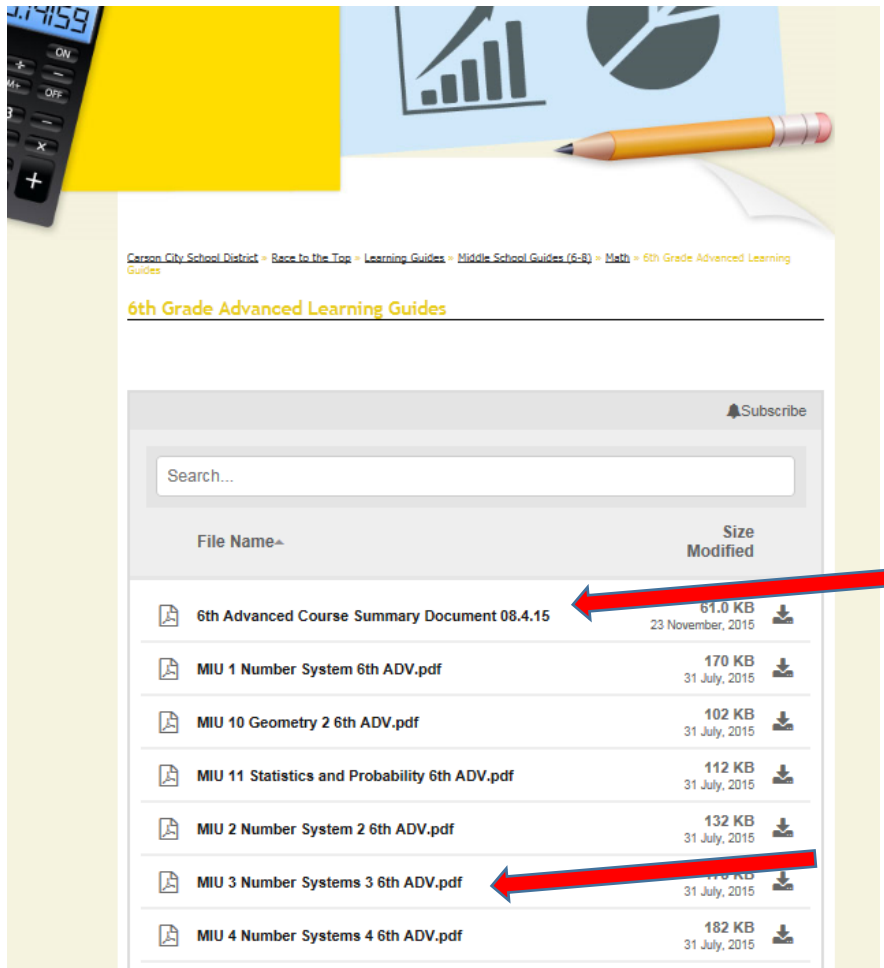 ON
OFF
M+
Carson City School District » Race to the Top » Learning Guides » Middle School Guides (6-8) » Math » 6th Grade Advanced Learning
Guides
6th Grade Advanced Learning Guides
Subscribe
Search...
File Name Size
Modified
6th Advanced Course Summary Document 08.4.15 61.0 KB
23 November, 2015
MIU 1 Number System 6th ADV.pdf 170 KB
31 July, 2015
MIU 10 Geometry 2 6th ADV.pdf 102 KB
31 July, 2015
MIU 11 Statistics and Probability 6th ADV.pdf 112 KB
31 July, 2015
MIU 2 Number System 2 6th ADV.pdf 132 KB
31 July, 2015
MIU 3 Number Systems 3 6th ADV.pdf KB
31 July, 2015
MIU 4 Number Systems 4 6th ADV.pdf 182 KB
31 July, 2015